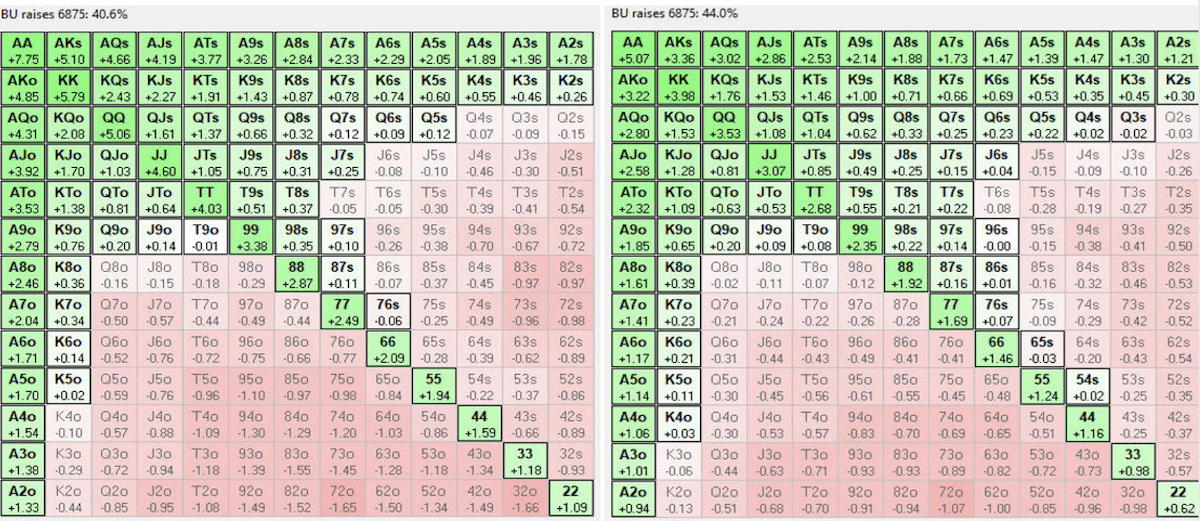 BU raises 6875: 40.6%
AA AKs AQs AJs ATs A9s A8s A7s A6s A5s A4s A3s A2s
+7.75 +5.10 +4.66 +4.19 +3.77 +3.26 +2.84 +2.33 +2.29 +2.05 +1.89 +1.96 +1.78
AKo KK KQs KJs KTs K9s K8s K7s K6s K5s K4s K3s K2s
+4.85 +5.79 +2.43 +2.27 +1.91 +1.43 +0.87 +0.78 +0.74 +0.60 +0.55 +0.46 +0.26
AQo KQo QQ QJs QTs Q9s Q8s Q7s Q6s Q5s Q4s Q3s Q2s
+4.31 +2.08 +5.06 +1.61 +1.37 +0.66 +0.32 +0.12 +0.09 +0.12 -0.07 -0.09 -0.15
AJo KJo QJo JJ JTs J9s J8s J7s J6s J5s J4s J3s J2s
+3.92 +1.70 +1.03 +4.60 +1.05 +0.75 +0.31 +0.25 -0.08 -0.10 -0.46 -0.30 -0.51
ATo KTo QTo JTo TT T9s T8s T7s T6s T5s T4s T3s T2s
+3.53 +1.38 +0.81 +0.64 +4.03 +0.51 +0.37 -0.05 -0.05 -0.30 -0.39 -0.41 -0.54
A9o K9o Q9o J9o T9o 99 98s 97s 96s 95s 94s 93s 92s
+2.79 +0.76 +0.20 +0.14 -0.01 +3.38 +0.35 +0.10 -0.26 -0.38 -0.70 -0.67 -0.72
A8o K8o Q8o J8o T8o 98o 88 87s 86s 85s 84s 83s 82s
+2.46 +0.36 -0.16 -0.15 -0.18 -0.29 +2.87 +0.11 -0.07 -0.37 -0.45 -0.97 -0.97
A7o K7o Q7o J7o T7o 97o 87o 77 76s 75s 74s 73s 72s
+2.04 +0.34 -0.50 -0.57 -0.44 -0.49 -0.44 +2.49 -0.06 -0.25 -0.49 -0.96 -0.98
A6o K6o Q6o J6o T6o 96o 86o 76o 66 65s 64s 63s 62s
+1.71 +0.14 -0.52 -0.76 -0.72 -0.75 -0.66 -0.77 +2.09 -0.28 -0.39 -0.62 -0.89
A5o K5o Q5o J5o T5o 95o 85o 75o 65o 55 54s 53s 52s
+1.70 +0.02 -0.59 -0.76 -0.96 -1.10 -0.97 -0.98 -0.84 +1.94 -0.22 -0.37 -0.86
A4o K4o Q4o J4o T4o 94o 84o 74o 64o 54o 44 43s 42s
+1.54 -0.10 -0.57 -0.88 -1.09 -1.30 -1.29 -1.20 -1.03 -0.86 +1.59 -0.66 -0.89
A3o K3o Q3o J3o T3o 93o 83o 73o 63o 53o 43o 33 32s
+1.38 -0.29 -0.72 -0.94 -1.18 -1.39 -1.55 -1.45 -1.28 -1.18 -1.34 +1.18 -0.93
A2o K2o Q2o J2o T2o 92o 82o 72o 62o 52o 42o 32o 22
+1.33 -0.44 -0.85 -0.95 -1.08 -1.49 -1.52 -1.65 -1.50 -1.34 -1.49 -1.66 +1.09
BU raises 6875: 44.0%
AA AKs AQs AJs ATs A9s A8s A7s A6s A5s A4s A3s A2s
+5.07 +3.36 +3.02 +2.86 +2.53 +2.14 +1.88 +1.73 +1.47 +1.39 +1.47 +1.30 +1.21
AKo KK KQs KJs KTs K9s K8s K7s K6s K5s K4s K3s K2s
+3.22 +3.98 +1.76 +1.53 +1.46 +1.00 +0.71 +0.66 +0.69 +0.53 +0.35 +0.45 +0.30
AQo KQo QQ QJs QTs Q9s Q8s Q7s Q6s Q5s Q4s Q3s Q2s
+2.80 +1.53 +3.53 +1.08 +1.04 +0.62 +0.33 +0.25 +0.23 +0.22 +0.02 -0.02 -0.03
AJo KJo QJo JJ JTs J9s J8s J7s J6s J5s J4s J3s J2s
+2.58 +1.28 +0.81 +3.07 +0.85 +0.49 +0.25 +0.15 +0.04 -0.15 -0.09 -0.10 -0.26
ATo KTo QTo JTo TT T9s T8s T7s T6s T5s T4s T3s T2s
+2.32 +1.09 +0.63 +0.53 +2.68 +0.55 +0.21 +0.22 -0.08 -0.28 -0.19 -0.27 -0.35
A9o K9o Q9o J9o T9o 99 98s 97s 96s 95s 94s 93s 92s
+1.85 +0.65 +0.20 +0.09 +0.08 +2.35 +0.22 +0.14 -0.00 -0.15 -0.38 -0.41 -0.50
A8o K8o Q8o J8o T8o 98o 88 87s 86s 85s 84s 83s 82s
+1.61 +0.39 -0.02 -0.11 -0.07 -0.12 +1.92 +0.16 +0.01 -0.16 -0.32 -0.46 -0.53
A7o K7o Q7o J7o T7o 97o 87o 77 76s 75s 74s 73s 72s
+1.41 +0.23 -0.21 -0.24 -0.22 -0.26 -0.28 +1.69 +0.07 -0.09 -0.29 -0.42 -0.52
A6o K6o Q6o J6o T6o 96o 86o 76o 66 65s 64s 63s 62s
+1.17 +0.21 -0.31 -0.44 -0.43 -0.49 -0.41 -0.41 +1.46 -0.03 -0.20 -0.43 -0.54
A5o K5o Q5o J5o T5o 95o 85o 75o 65o 55 54s 53s 52s
+1.14 +0.11 -0.30 -0.45 -0.56 -0.61 -0.55 -0.45 -0.48 +1.24 +0.02 -0.25 -0.35
A4o K4o Q4o J4o T4o 94o 84o 74o 64o 54o 44 43s 42s
+1.06 +0.03 -0.30 -0.53 -0.57 -0.83 -0.70 -0.69 -0.65 -0.51 +1.16 -0.25 -0.37
A3o K3o Q3o J3o T3o 93o 83o 73o 63o 53o 43o 33 32s
+1.01 -0.06 -0.44 -0.63 -0.71 -0.93 -0.93 -0.89 -0.82 -0.72 -0.73 +0.98 -0.57
A2o K2o Q2o J2o T2o 92o 82o 72o 62o 52o 42o 32o 22
+0.94 -0.13 -0.51 -0.68 -0.70 -0.91 -0.94 -1.07 -1.00 -0.85 -0.96 -0.98 +0.62